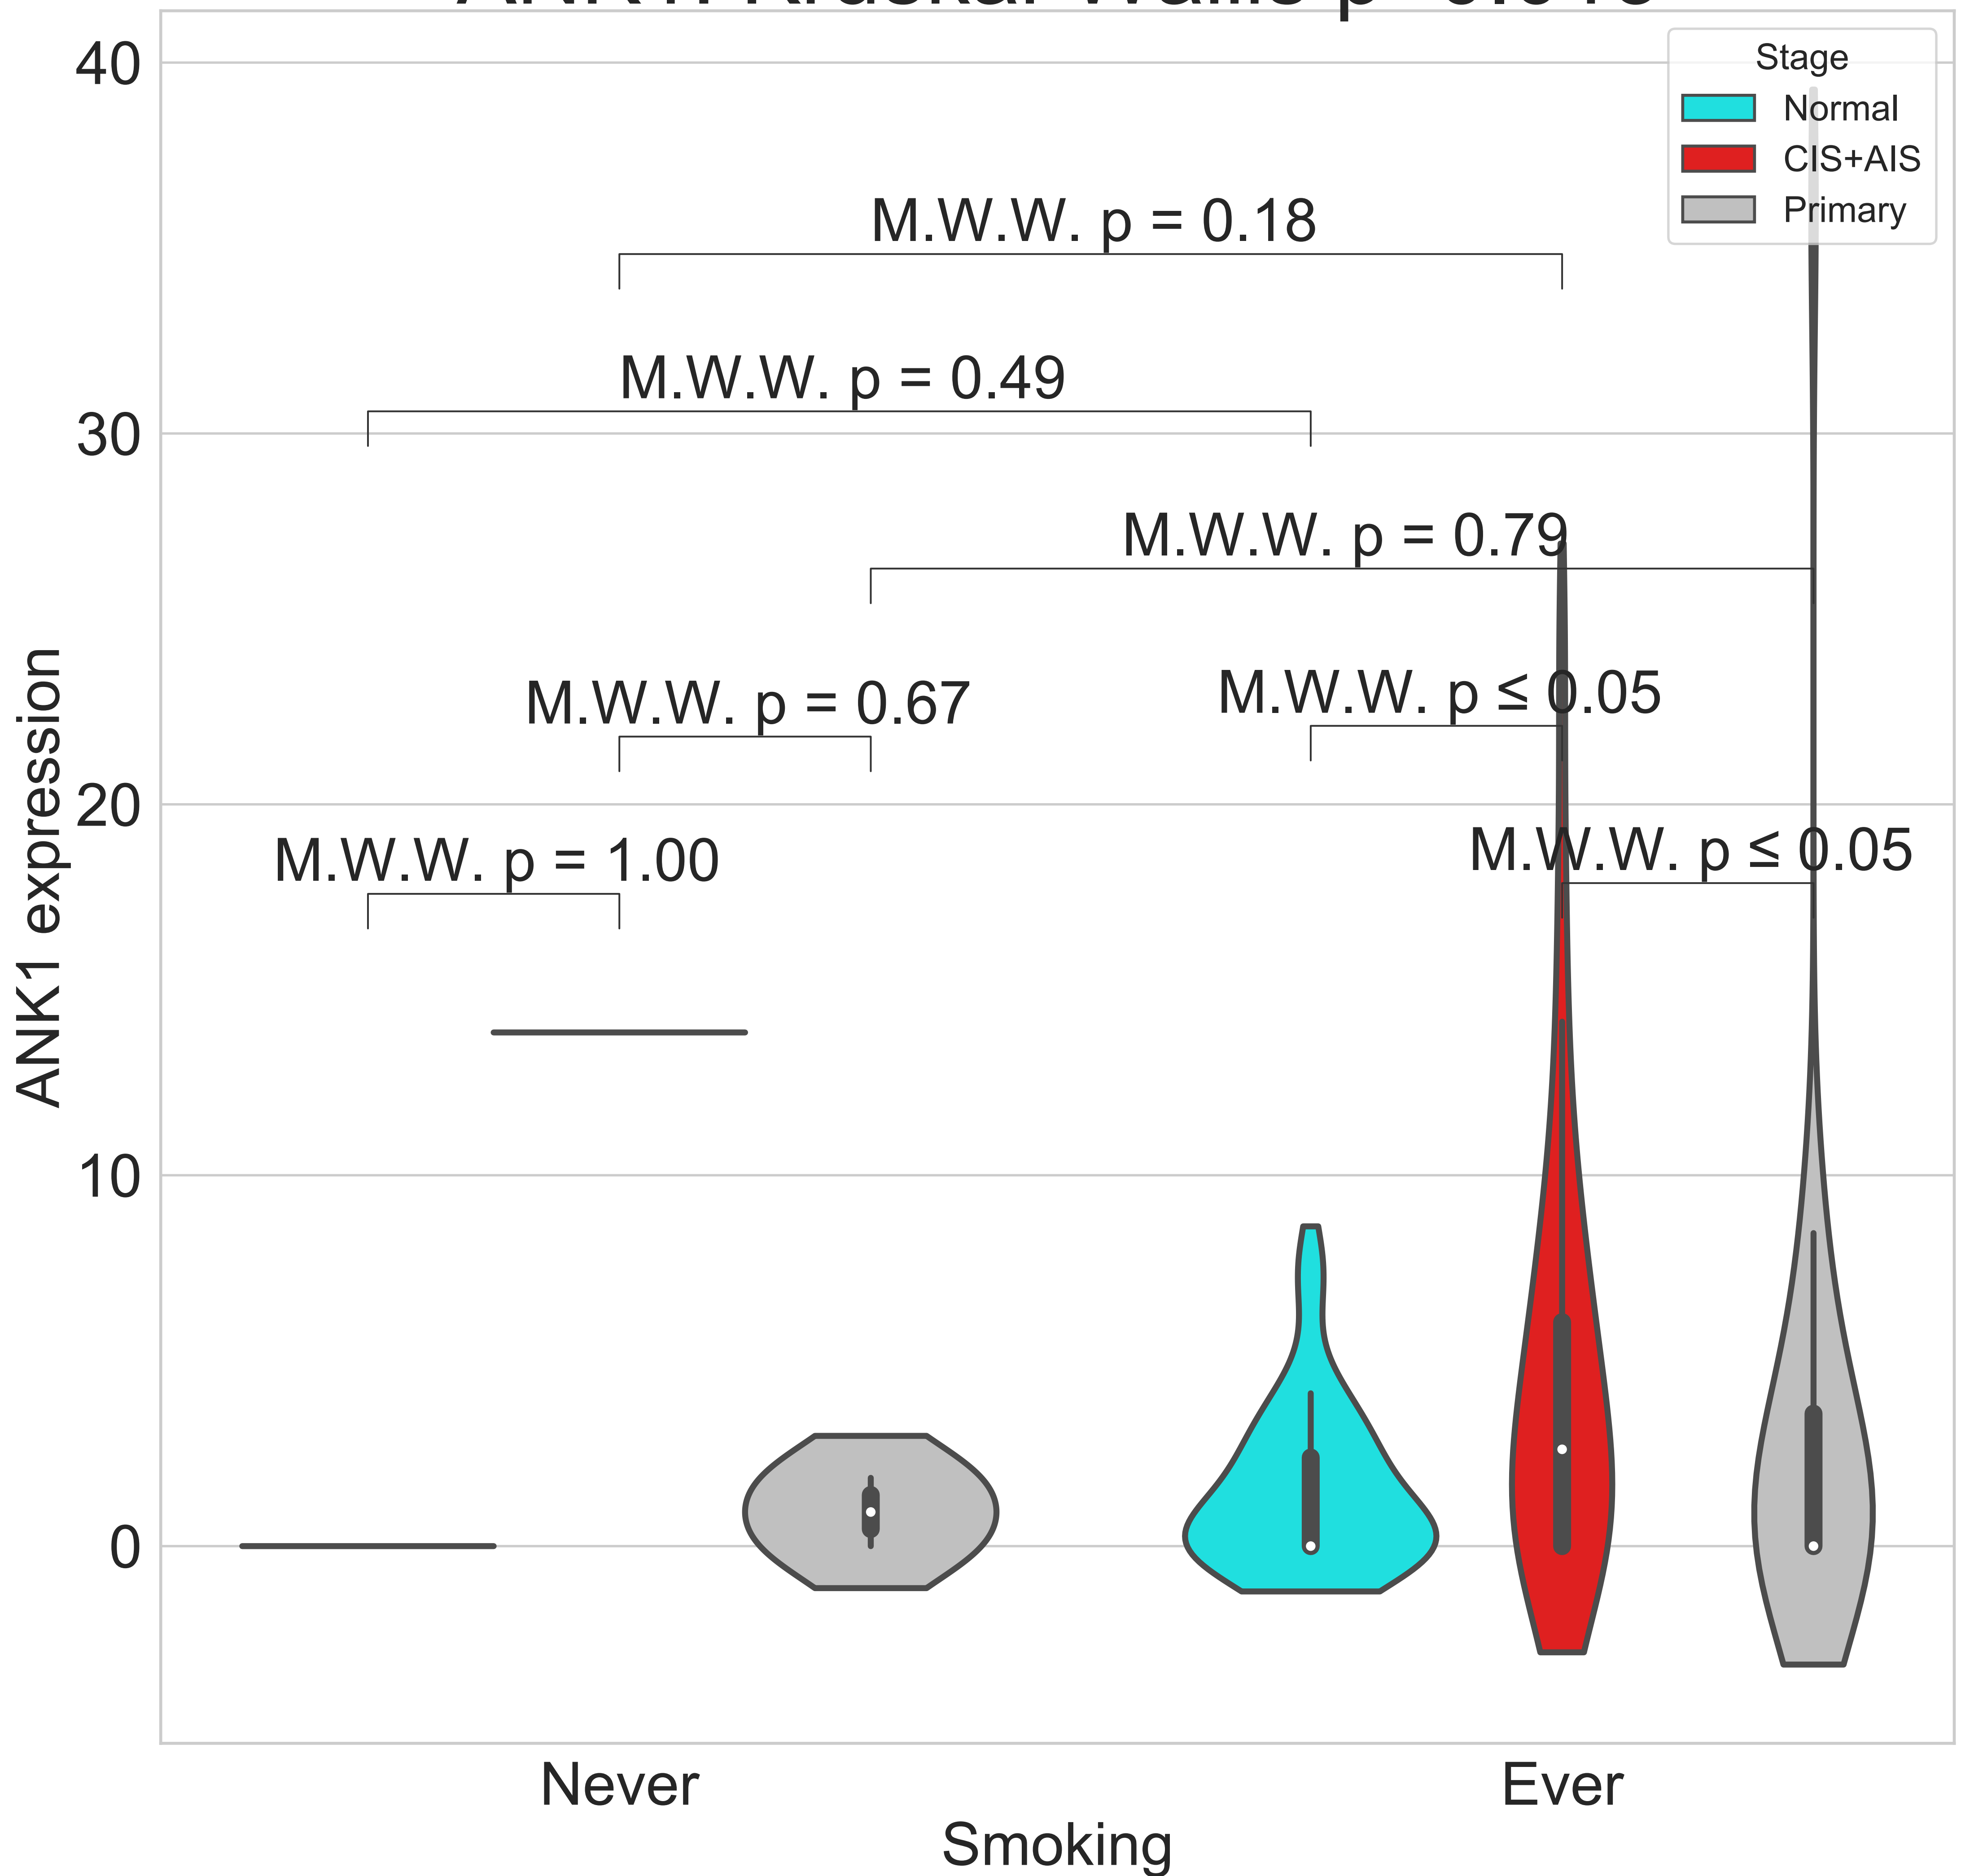 40
30
20
10
0
ANK1 expression
Stage
Normal
CIS+AIS
Primary
M.W.W. p = 0.18
M.W.W. p = 0.49
M.W.W. p = 0.79
M.W.W. p = 0.67
M.W.W. p ≤ 0.05
M.W.W. p = 1.00
M.W.W. p ≤ 0.05
Never
Ever
Smoking